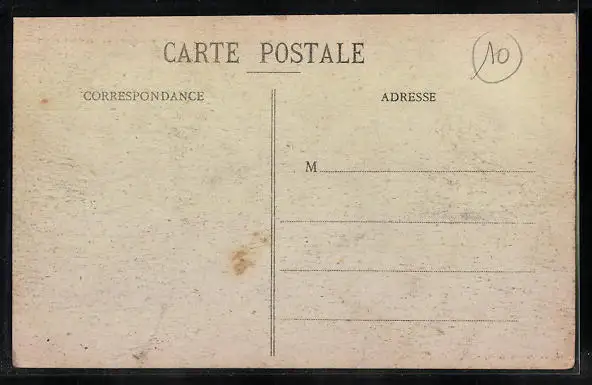 CARTE POSTALE
10
CORRESPONDANCE
ADRESSE
M